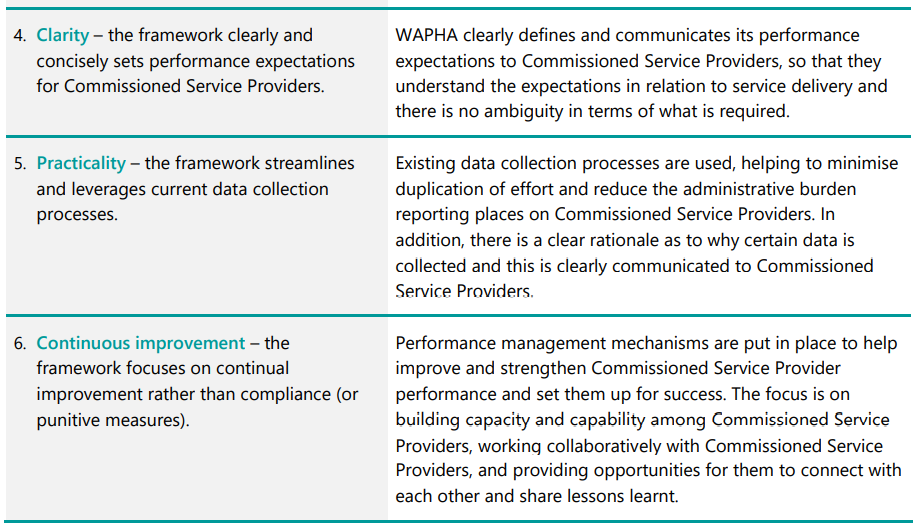 4. Clarity – the framework clearly and
concisely sets performance expectations
for Commissioned Service Providers.
WAPHA clearly defines and communicates its performance
expectations to Commissioned Service Providers, so that they
understand the expectations in relation to service delivery and
there is no ambiguity in terms of what is required.
5. Practicality – the framework streamlines
and leverages current data collection
processes.
Existing data collection processes are used, helping to minimise
duplication of effort and reduce the administrative burden
reporting places on Commissioned Service Providers. In
addition, there is a clear rationale as to why certain data is
collected and this is clearly communicated to Commissioned
Service Providers.
6. Continuous improvement – the
framework focuses on continual
improvement rather than compliance (or
punitive measures).
Performance management mechanisms are put in place to help
improve and strengthen Commissioned Service Provider
performance and set them up for success. The focus is on
building capacity and capability among Commissioned Service
Providers, working collaboratively with Commissioned Service
Providers, and providing opportunities for them to connect with
each other and share lessons learnt.